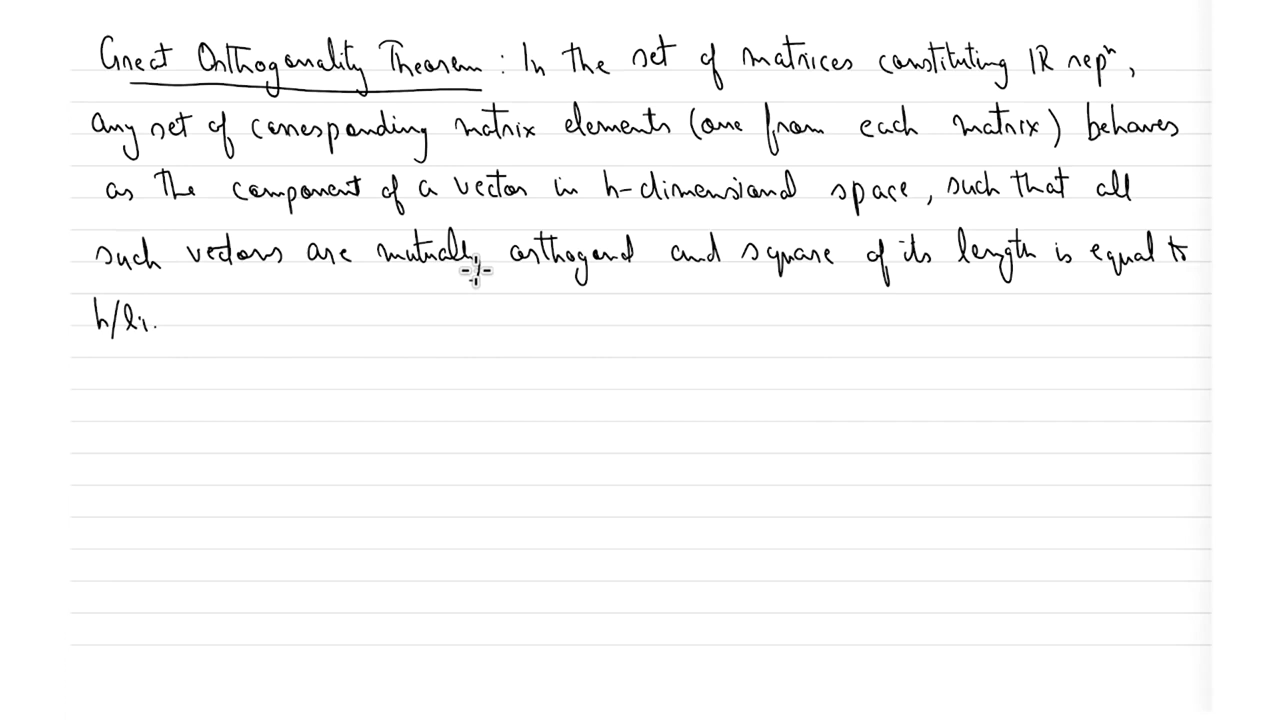 Great Orthogonality Theorem : In the set of matrices constituting IR repⁿ,
any set of corresponding matrix elements (one from each matrix) behaves
as the component of a vector in h-dimensional space, such that all
such vectors are mutually orthogonal and square of its length is equal to
h/li.